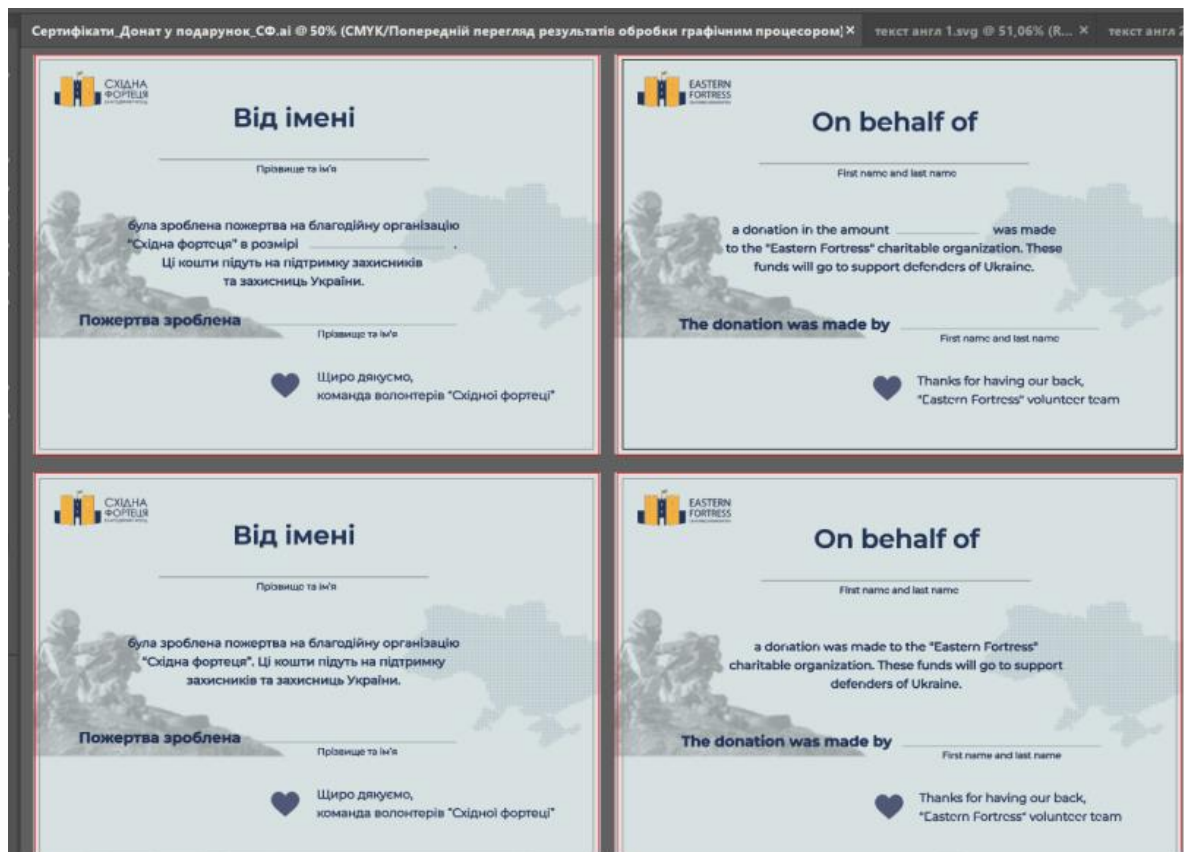 Сертифікати_Донат у подарунок_СФ.ai @ 50% (CMYK/Попередній перегляд результатів обробки графічним процесором) ×
текст англ 1.svg @ 51,06% (R... ×
текст англ 2
СХІДНА
ФОРТЕЦЯ
Від імені
Прізвище та ім'я
була зроблена пожертва на благодійну організацію
"Східна фортеця" в розмірі ______ .
Ці кошти підуть на підтримку захисників
та захисниць України.
Пожертва зроблена
Прізвище та ім'я
Щиро дякуємо,
команда волонтерів "Східної фортеці"
EASTERN
FORTRESS
On behalf of
First name and last name
a donation in the amount ______ was made
to the "Eastern Fortress" charitable organization. These
funds will go to support defenders of Ukraine.
The donation was made by
First name and last name
Thanks for having our back,
"Eastern Fortress" volunteer team
СХІДНА
ФОРТЕЦЯ
Від імені
Прізвище та ім'я
була зроблена пожертва на благодійну організацію
"Східна фортеця". Ці кошти підуть на підтримку
захисників та захисниць України.
Пожертва зроблена
Прізвище та ім'я
Щиро дякуємо,
команда волонтерів "Східної фортеці"
EASTERN
FORTRESS
On behalf of
First name and last name
a donation was made to the "Eastern Fortress"
charitable organization. These funds will go to support
defenders of Ukraine.
The donation was made by
First name and last name
Thanks for having our back,
"Eastern Fortress" volunteer team